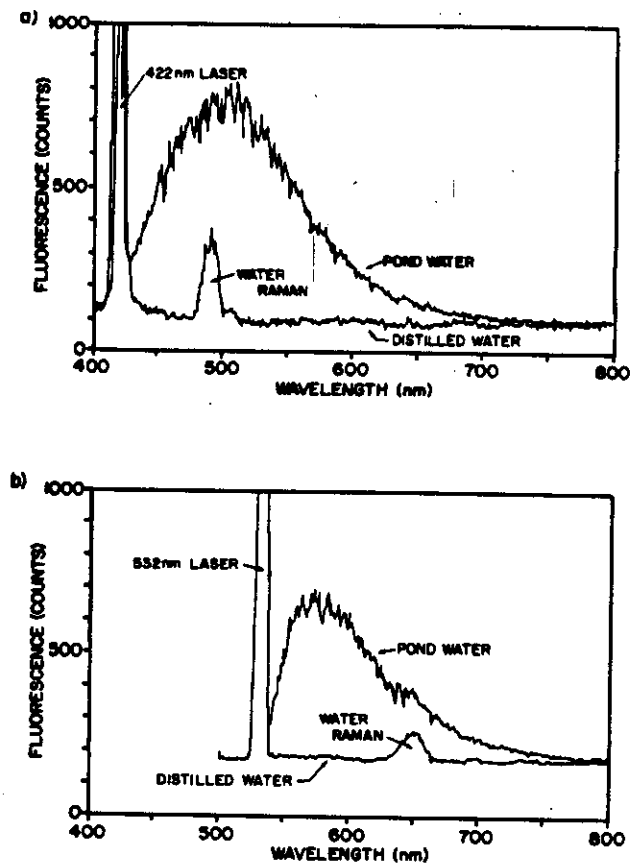 a)
1000
500
0
FLUORESCENCE (COUNTS)
422nm LASER
POND WATER
WATER
RAMAN
DISTILLED WATER
400
500
600
700
800
WAVELENGTH (nm)
b)
1000
500
0
FLUORESCENCE (COUNTS)
532nm LASER
POND WATER
WATER
RAMAN
DISTILLED WATER
400
500
600
700
800
WAVELENGTH (nm)